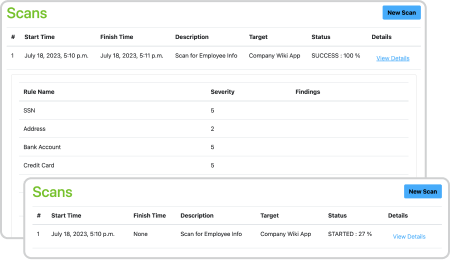 Scans
New Scan
# Start Time Finish Time Description Target Status Details
1 July 18, 2023, 5:10 p.m. July 18, 2023, 5:11 p.m. Scan for Employee Info Company Wiki App SUCCESS : 100 % View Details
Rule Name Severity Findings
SSN 5
Address 2
Bank Account 5
Credit Card 5
Scans
New Scan
# Start Time Finish Time Description Target Status Details
1 July 18, 2023, 5:10 p.m. None Scan for Employee Info Company Wiki App STARTED : 27 % View Details